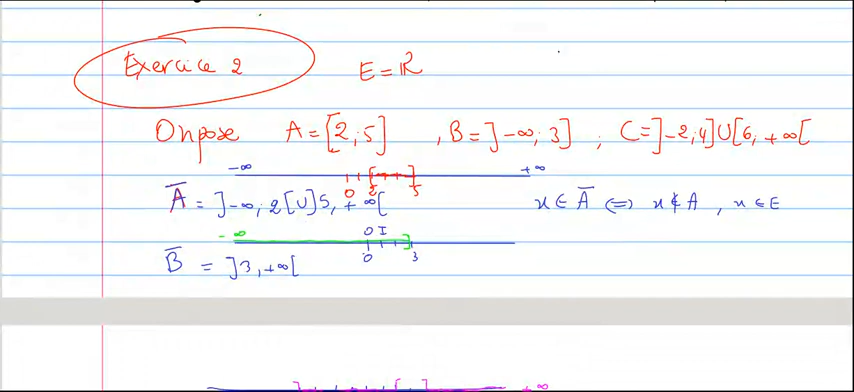 Exercice 2 E = ℝ
On pose A = [2, 5] , B = ]-∞; 3] ; C = ]-2, 4] U [6, +∞[
-∞ 0 2 5 +∞
Ā = ]-∞; 2[ U ]5, +∞[ x ∈ Ā ⇔ x ∉ A , x ∈ E
-∞ 0 I 0 3
B̄ = ]3, +∞[
+∞